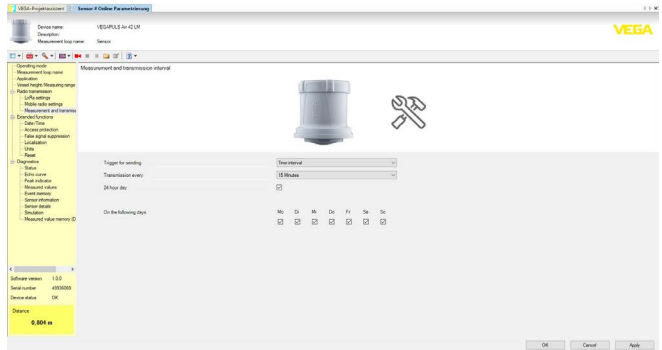 VEGA-Projektassistent
Sensor # Online Parametrierung
Device name: VEGAPULS Air 42 LM
Description:
Measurement loop name: Sensor
VEGA
Operating mode
Measurement loop name
Application
Vessel height/Measuring range
Radio transmission
LoRa settings
Mobile radio settings
Measurement and transmiss
Extended functions
Date/Time
Access protection
False signal suppression
Localisation
Units
Reset
Diagnostics
Status
Echo curve
Peak indicator
Measured values
Event memory
Sensor information
Sensor details
Simulation
Measured value memory (D
Software version 1.0.0
Serial number
Device status OK
Distance
0,804 m
Measurement and transmission interval
Trigger for sending Time interval
Transmission every 15 Minutes
24 hour day
On the following days Mo Di Mi Do Fr Sa So
OK Cancel Apply